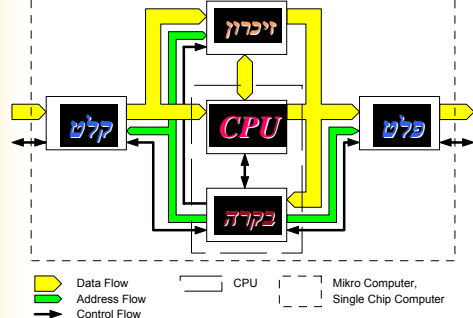 זיכרון
קלט
CPU
פלט
בקרה
Data Flow
Address Flow
Control Flow
CPU
Mikro Computer,
Single Chip Computer